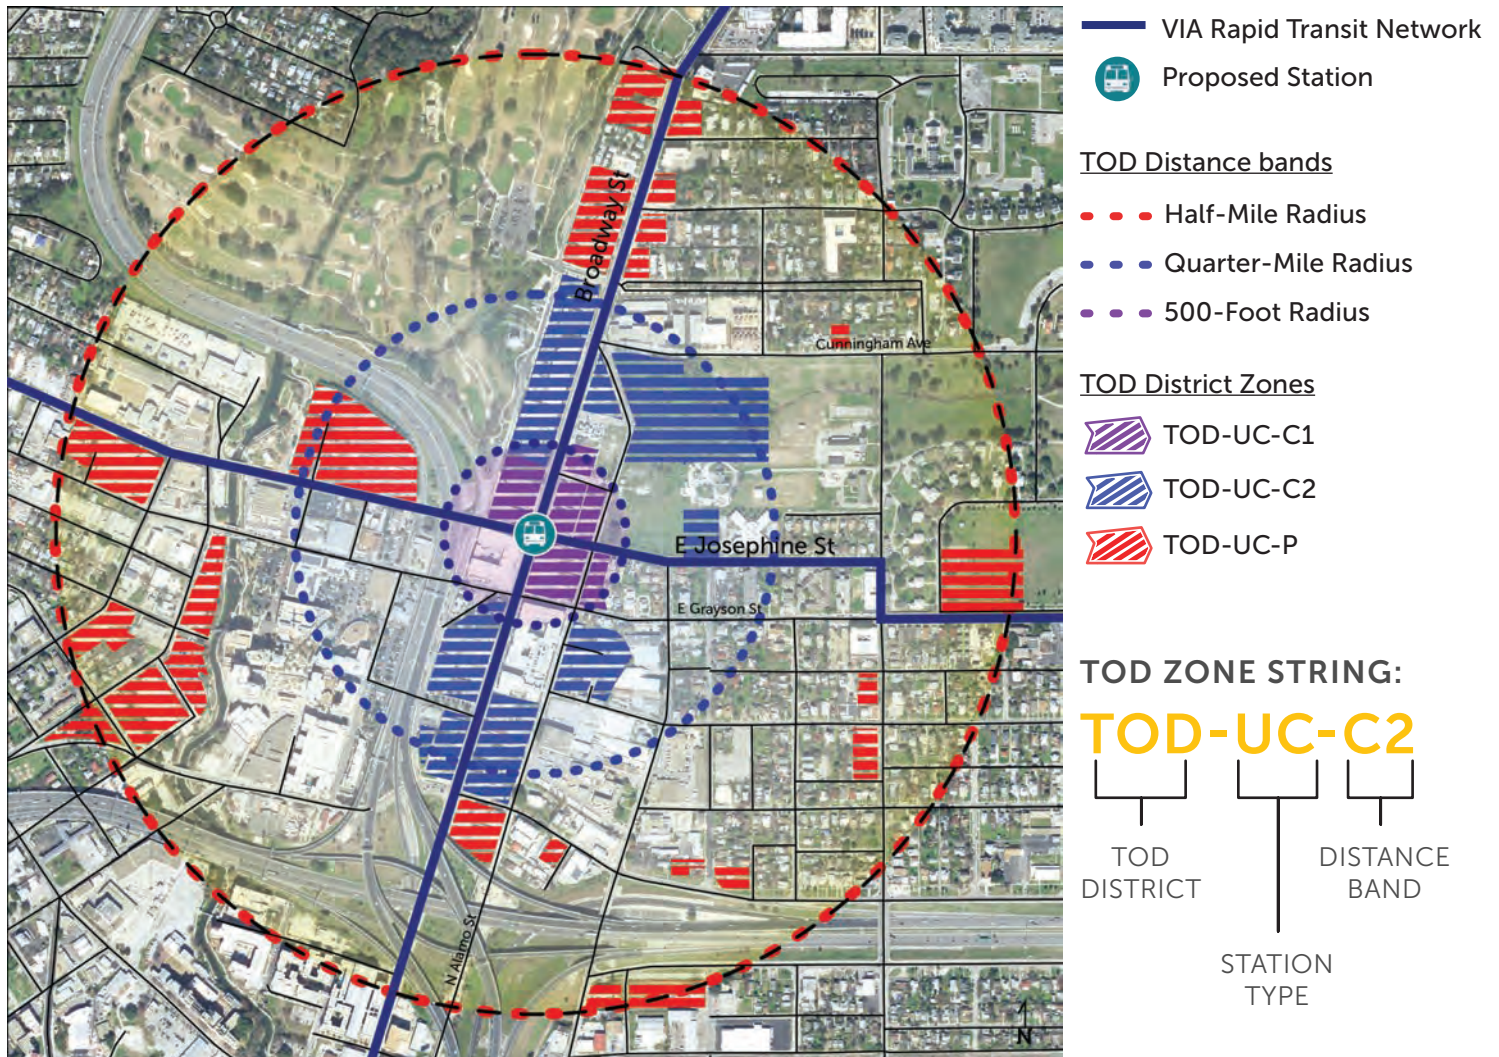 VIA Rapid Transit Network
Proposed Station
TOD Distance bands
Half-Mile Radius
Quarter-Mile Radius
500-Foot Radius
TOD District Zones
TOD-UC-C1
TOD-UC-C2
TOD-UC-P
TOD ZONE STRING:
TOD-UC-C2
TOD
DISTRICT
DISTANCE
BAND
STATION
TYPE
Broadway St
Cunningham Ave
E Josephine St
E Grayson St
N Alamo St
N